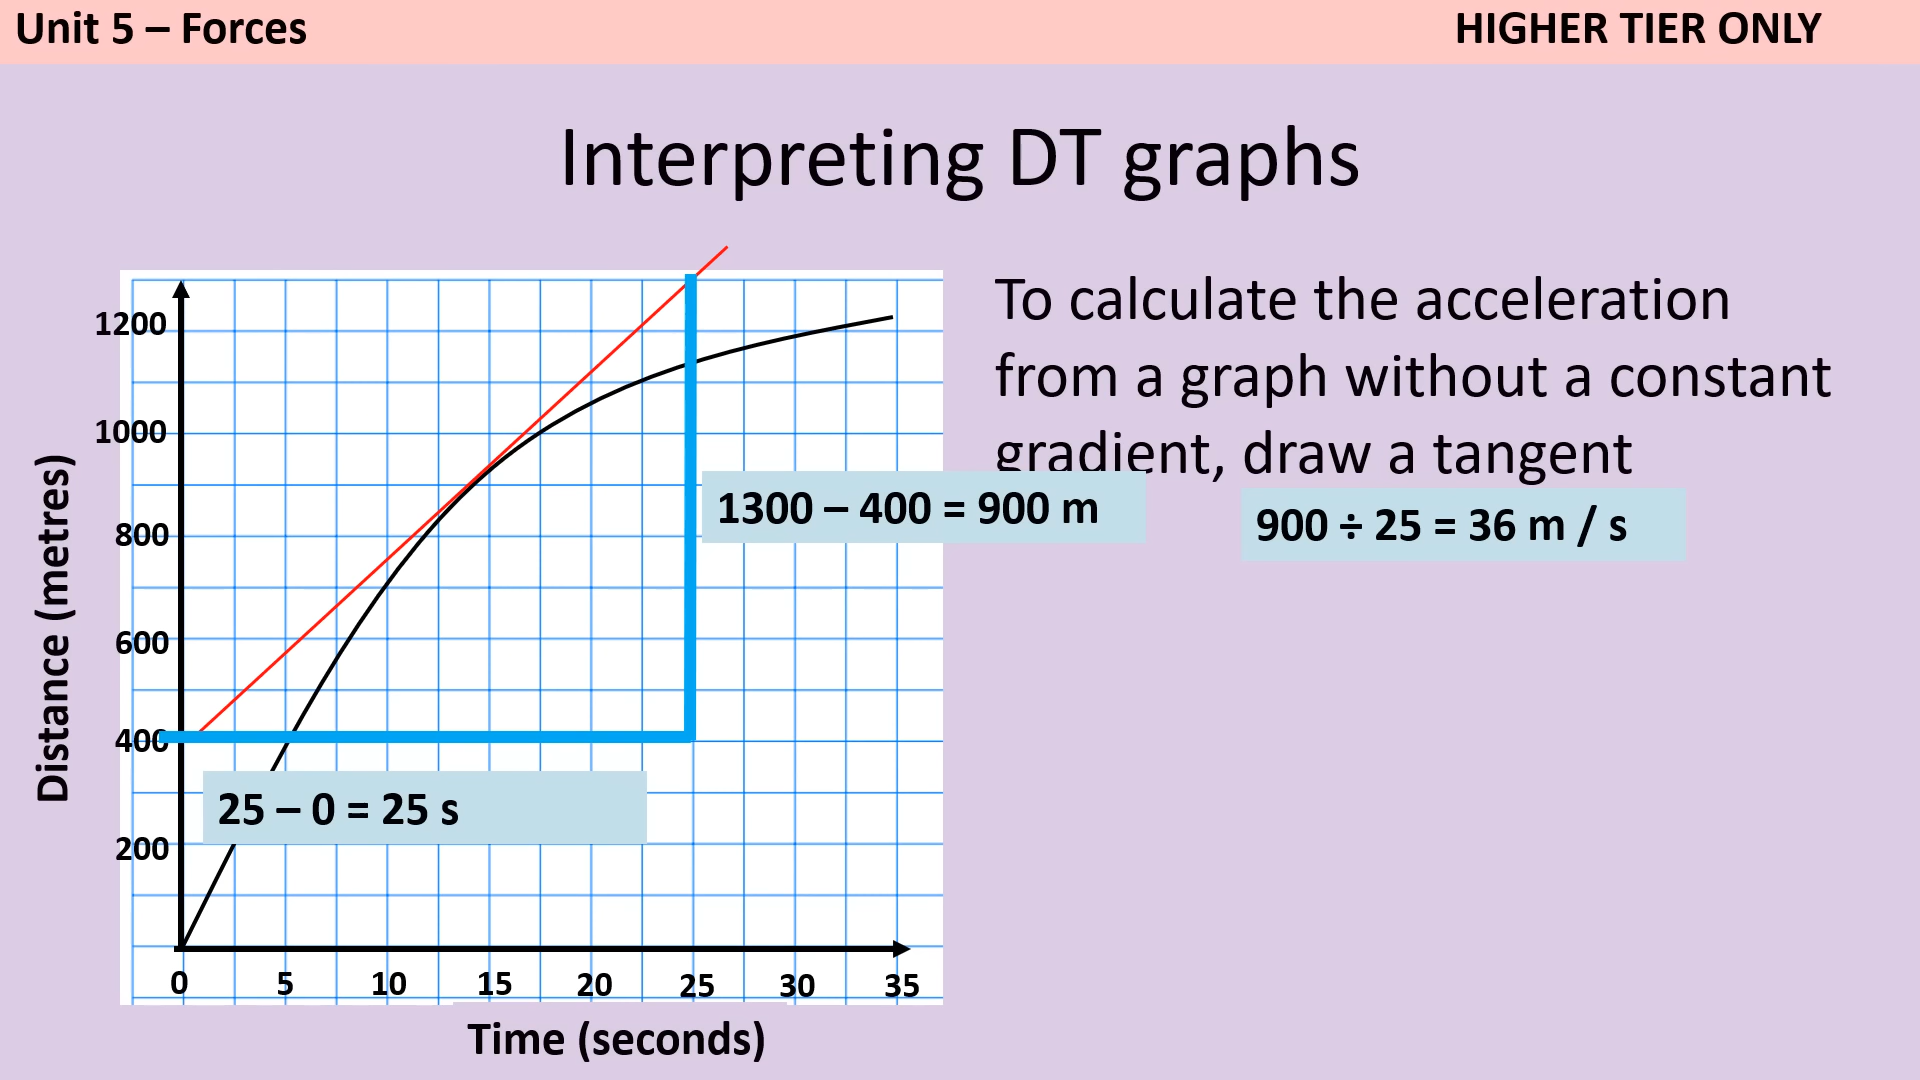 Unit 5 – Forces
HIGHER TIER ONLY
Interpreting DT graphs
To calculate the acceleration
from a graph without a constant
gradient, draw a tangent
1300 – 400 = 900 m
900 ÷ 25 = 36 m / s
25 – 0 = 25 s
Distance (metres)
1200
1000
800
600
400
200
0 5 10 15 20 25 30 35
Time (seconds)